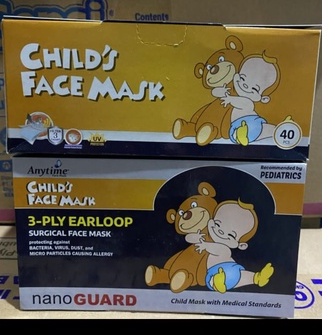 CHILD'S
FACE MASK
UV
40
PCS
Anytime
Recommended by
PEDIATRICS
CHILD'S
FACE MASK
3-PLY EARLOOP
SURGICAL FACE MASK
protecting against
BACTERIA, VIRUS, DUST, and
MICRO PARTICLES CAUSING ALLERGY
nanoGUARD
Child Mask with Medical Standards